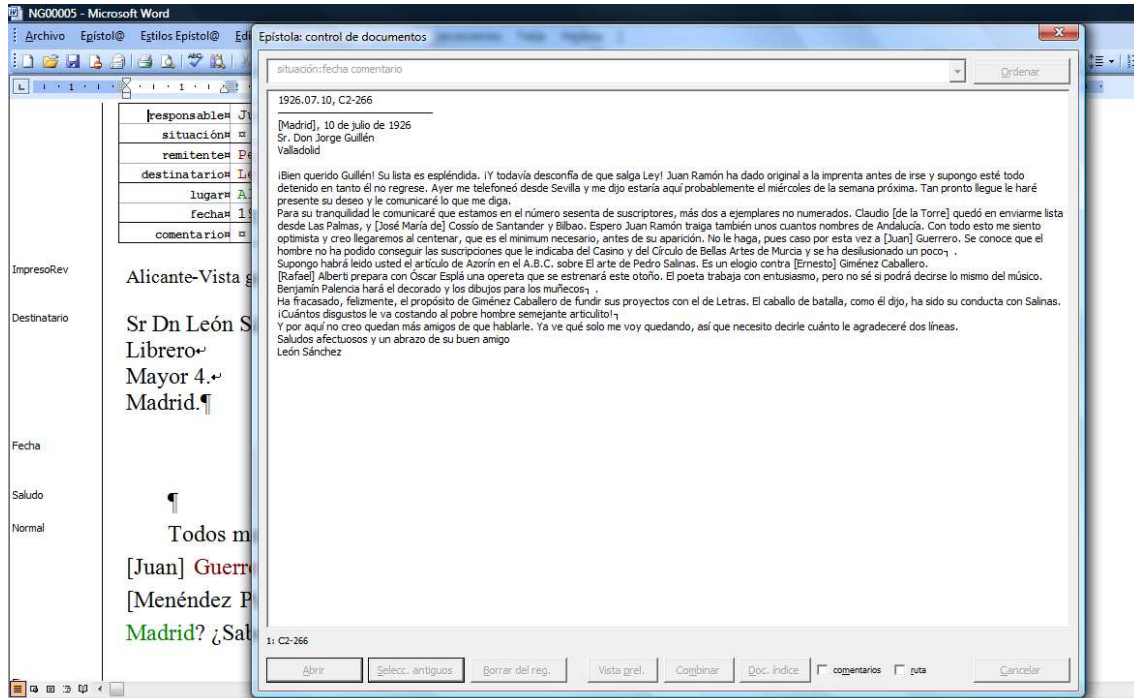 NG00005 - Microsoft Word
Archivo Epístol@ Estilos Epístol@
Epístola: control de documentos
situación:fecha comentario
Ordenar
responsable¤
situación¤ ¤
remitente¤
destinatario¤
lugar¤
fecha¤
comentario¤ ¤
ImpresoRev
Alicante-Vista
Destinatario
Sr Dn León
Librero↵
Mayor 4.↵
Madrid.¶
Fecha
Saludo
¶
Normal
Todos
[Juan]
[Menéndez
Madrid?
1926.07.10, C2-266
[Madrid], 10 de julio de 1926
Sr. Don Jorge Guillén
Valladolid
¡Bien querido Guillén! Su lista es espléndida. ¡Y todavía desconfía de que salga Ley! Juan Ramón ha dado original a la imprenta antes de irse y supongo esté todo
detenido en tanto él no regrese. Ayer me telefoneó desde Sevilla y me dijo estaría aquí probablemente el miércoles de la semana próxima. Tan pronto llegue le haré
presente su deseo y le comunicaré lo que me diga.
Para su tranquilidad le comunicaré que estamos en el número sesenta de suscriptores, más dos a ejemplares no numerados. Claudio [de la Torre] quedó en enviarme lista
desde Las Palmas, y [José María de] Cossío de Santander y Bilbao. Espero Juan Ramón traiga también unos cuantos nombres de Andalucía. Con todo esto me siento
optimista y creo llegaremos al centenar, que es el minimum necesario, antes de su aparición. No le haga, pues caso por esta vez a [Juan] Guerrero. Se conoce que el
hombre no ha podido conseguir las suscripciones que le indicaba del Casino y del Círculo de Bellas Artes de Murcia y se ha desilusionado un poco┐ .
Supongo habrá leido usted el artículo de Azorín en el A.B.C. sobre El arte de Pedro Salinas. Es un elogio contra [Ernesto] Giménez Caballero.
[Rafael] Alberti prepara con Óscar Esplá una opereta que se estrenará este otoño. El poeta trabaja con entusiasmo, pero no sé si podrá decirse lo mismo del músico.
Benjamín Palencia hará el decorado y los dibujos para los muñecos┐ .
Ha fracasado, felizmente, el propósito de Giménez Caballero de fundir sus proyectos con el de Letras. El caballo de batalla, como él dijo, ha sido su conducta con Salinas.
¡Cuántos disgustos le va costando al pobre hombre semejante articulito!┐
Y por aquí no creo quedan más amigos de que hablarle. Ya ve qué solo me voy quedando, así que necesito decirle cuánto le agradeceré dos líneas.
Saludos afectuosos y un abrazo de su buen amigo
León Sánchez
1: C2-266
Abrir Selecc. antiguos Borrar del reg. Vista prel. Combinar Doc. índice comentarios ruta Cancelar